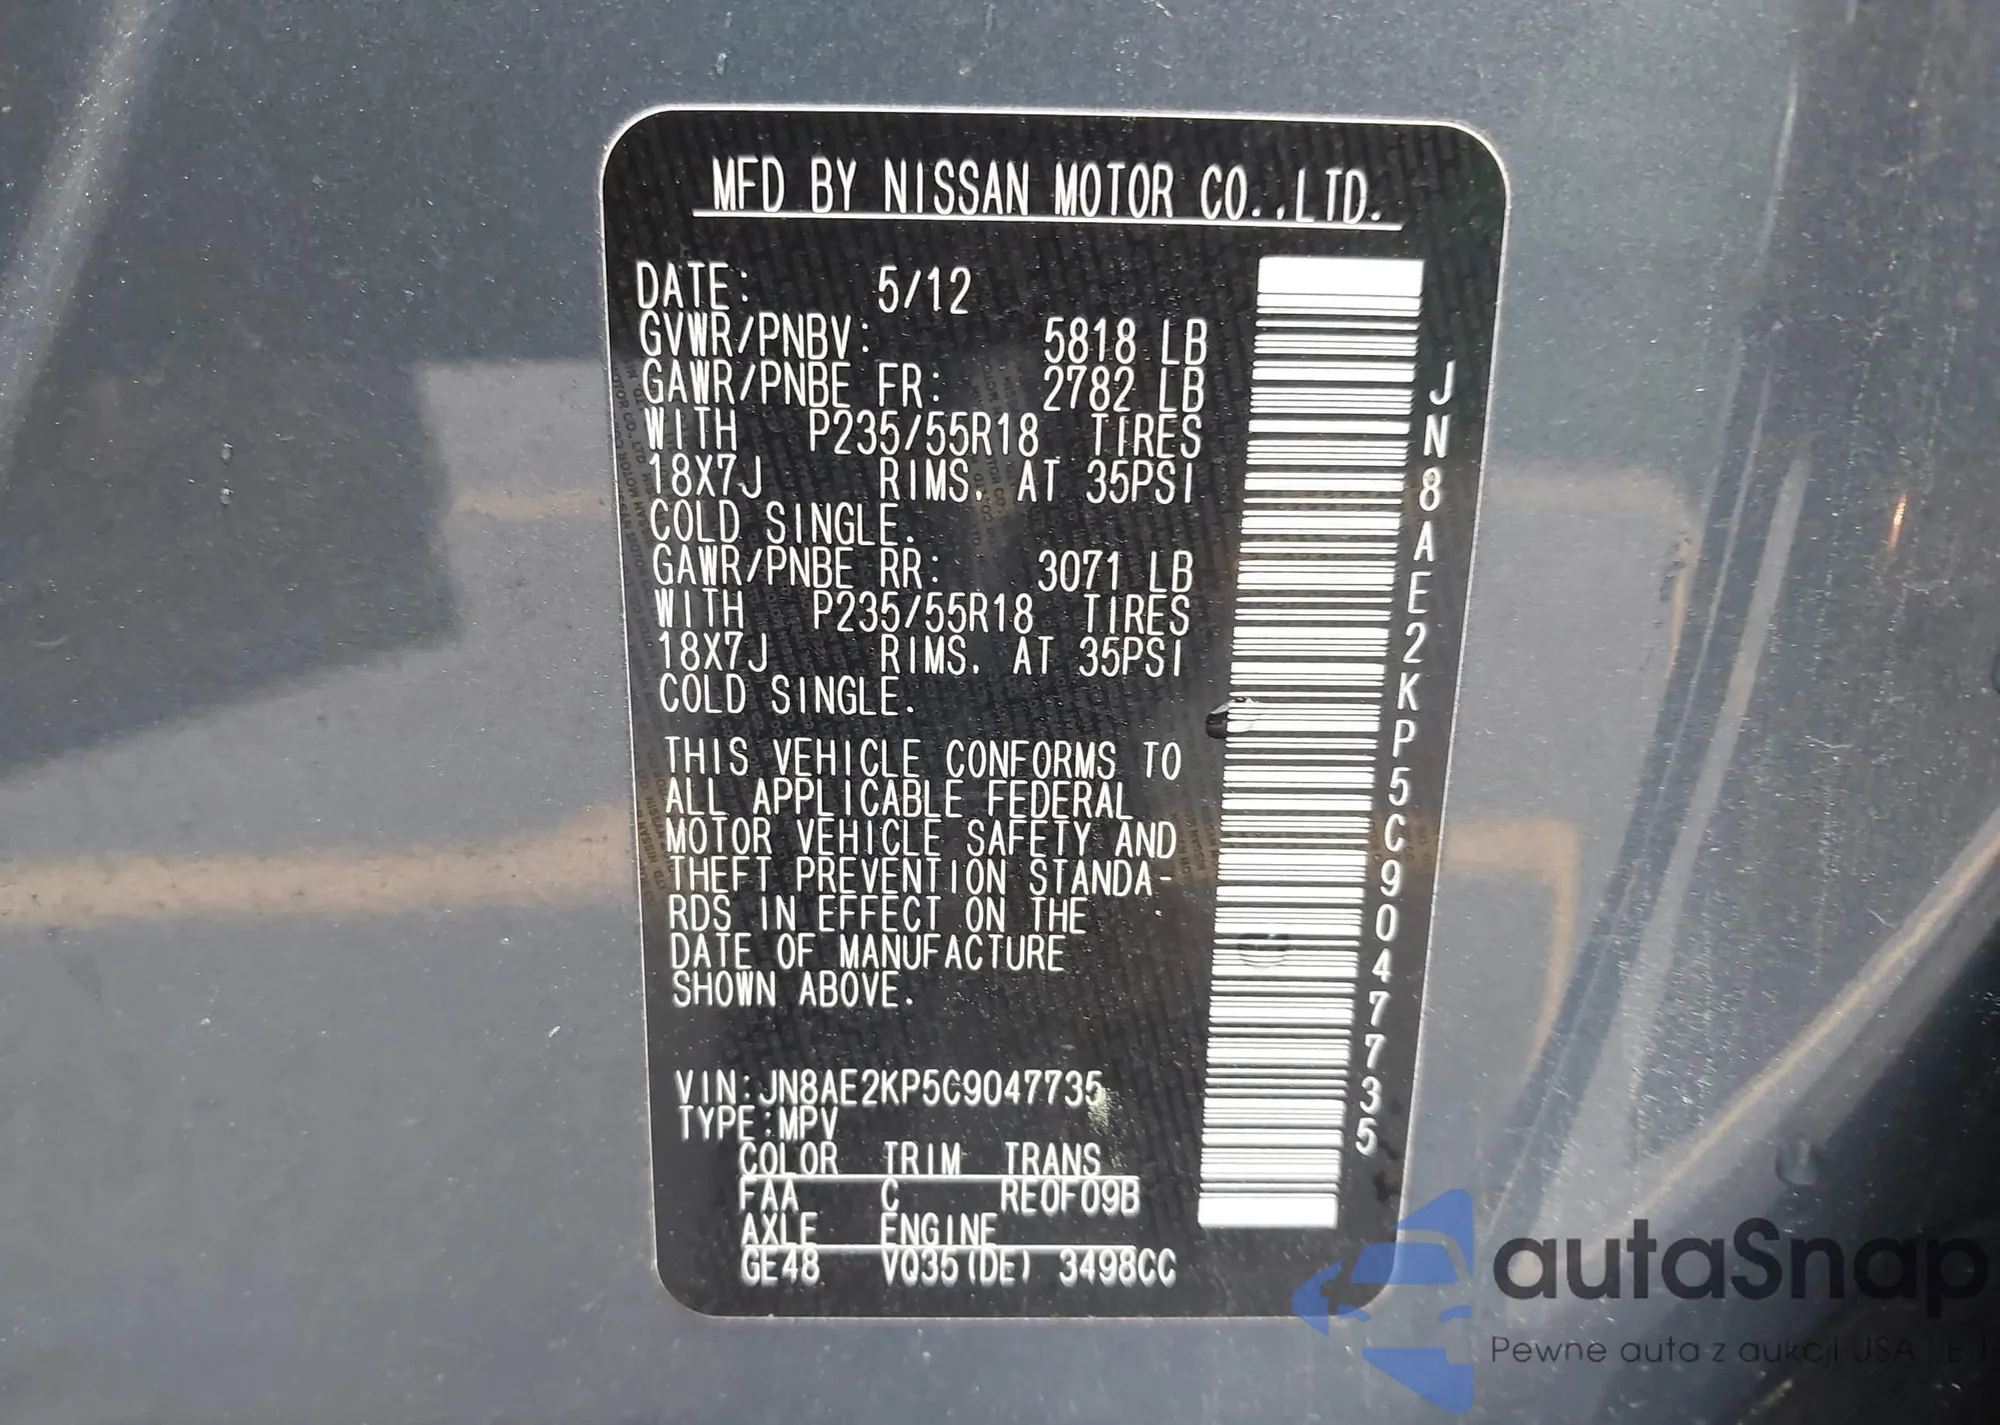 MFD BY NISSAN MOTOR CO.,LTD.
DATE: 5/12
GVWR/PNBV: 5818 LB
GAWR/PNBE FR: 2782 LB
WITH P235/55R18 TIRES
18X7J RIMS. AT 35PSI
COLD SINGLE.
GAWR/PNBE RR: 3071 LB
WITH P235/55R18 TIRES
18X7J RIMS. AT 35PSI
COLD SINGLE.
THIS VEHICLE CONFORMS TO
ALL APPLICABLE FEDERAL
MOTOR VEHICLE SAFETY AND
THEFT PREVENTION STANDA-
RDS IN EFFECT ON THE
DATE OF MANUFACTURE
SHOWN ABOVE.
VIN:JN8AE2KP5C9047735
TYPE:MPV
COLOR TRIM TRANS
FAA C RE0F09B
AXLE ENGINE
GE48 VQ35(DE) 3498CC
JN8AE2KP5C9047735
autaSnap
Pewne auta z aukcji USA / E